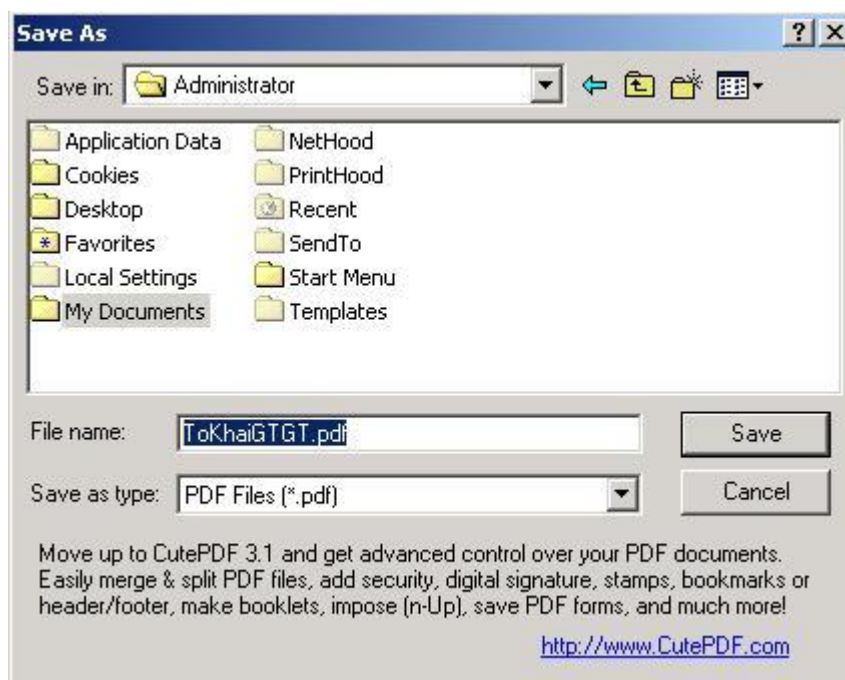 Save As
Save in: Administrator
Application Data
Cookies
Desktop
Favorites
Local Settings
My Documents
NetHood
PrintHood
Recent
SendTo
Start Menu
Templates
File name: ToKhaiGTGT.pdf
Save
Save as type: PDF Files (*.pdf)
Cancel
Move up to CutePDF 3.1 and get advanced control over your PDF documents.
Easily merge & split PDF files, add security, digital signature, stamps, bookmarks or
header/footer, make booklets, impose (n-Up), save PDF forms, and much more!
http://www.CutePDF.com